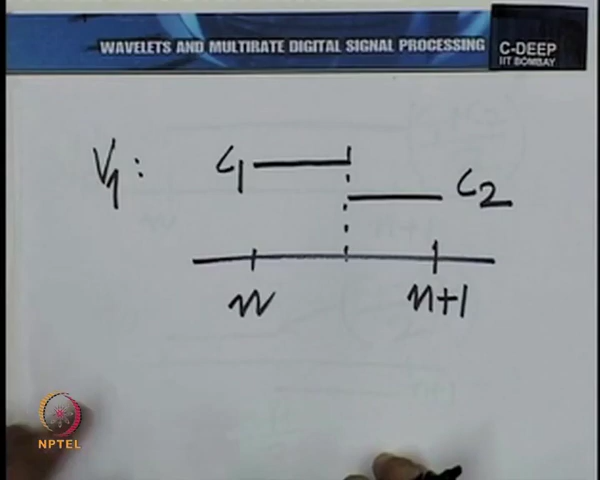 WAVELETS AND MULTIRATE DIGITAL SIGNAL PROCESSING
C-DEEP
IIT BOMBAY
V1: C1
C2
n n+1
NPTEL